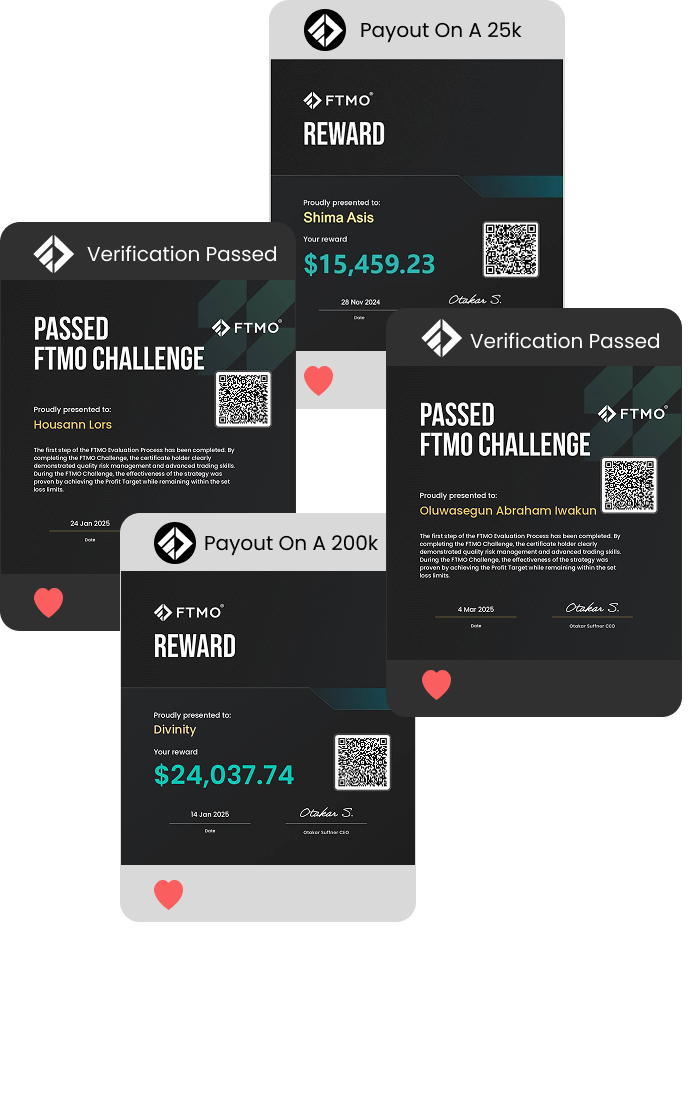 Payout On A 25k
FTMO®
REWARD
Proudly presented to:
Shima Asis
Your reward
$15,459.23
28 Nov 2024
Date
Otakar S.
Verification Passed
PASSED
FTMO CHALLENGE
FTMO®
Proudly presented to:
Housann Lors
The first step of the FTMO Evaluation Process has been completed. By
completing the FTMO Challenge, the certificate holder clearly
demonstrated quality risk management and advanced trading skills.
During the FTMO Challenge, the effectiveness of the strategy was
proven by achieving the Profit Target while remaining within the set
loss limits.
24 Jan 2025
Date
Verification Passed
PASSED
FTMO CHALLENGE
FTMO®
Proudly presented to:
Oluwasegun Abraham Iwakun
The first step of the FTMO Evaluation Process has been completed. By
completing the FTMO Challenge, the certificate holder clearly
demonstrated quality risk management and advanced trading skills.
During the FTMO Challenge, the effectiveness of the strategy was
proven by achieving the Profit Target while remaining within the set
loss limits.
4 Mar 2025
Date
Otakar S.
Otakar Suffner CEO
Payout On A 200k
FTMO®
REWARD
Proudly presented to:
Divinity
Your reward
$24,037.74
14 Jan 2025
Date
Otakar S.
Otakar Suffner CEO